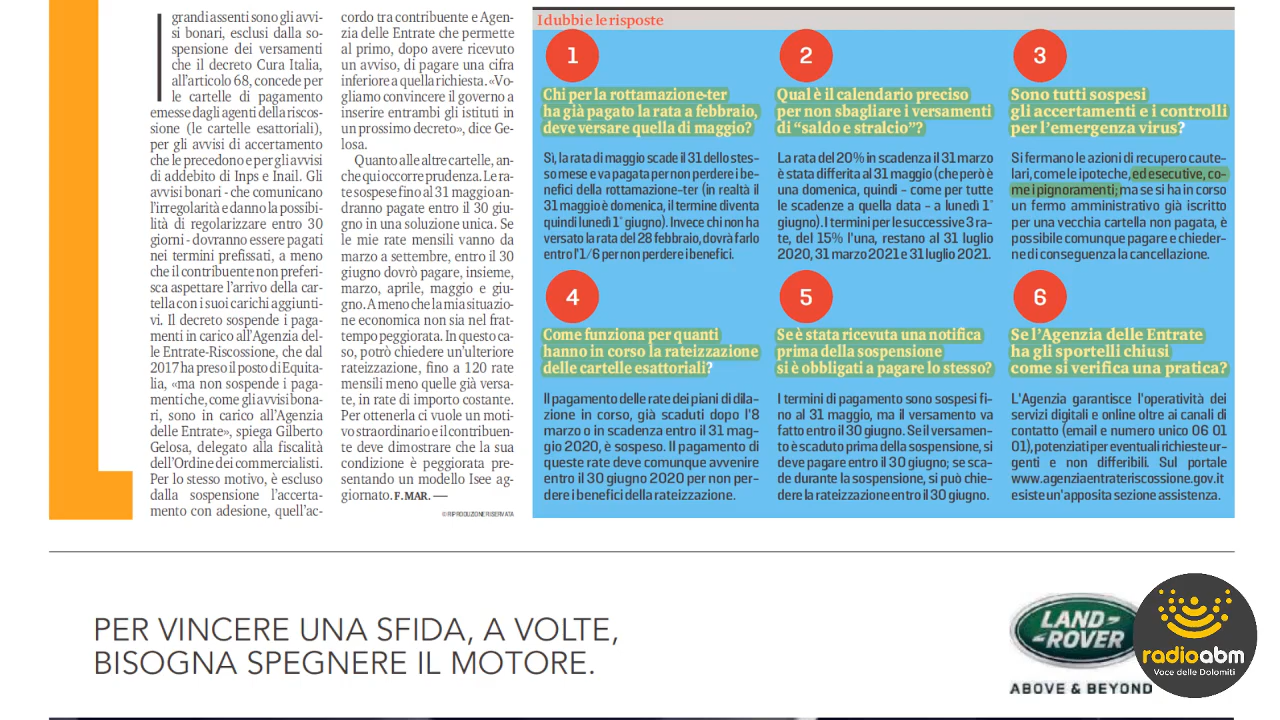 I grandi assenti sono gli avvi-
si bonari, esclusi dalla so-
spensione dei versamenti
che il decreto Cura Italia,
all'articolo 68, concede per
le cartelle di pagamento
emesse dagli agenti della riscos-
sione (le cartelle esattoriali),
per gli avvisi di accertamento
che le precedono e per gli avvisi
di addebito di Inps e Inail. Gli
avvisi bonari - che comunicano
l'irregolarità e danno la possibi-
lità di regolarizzare entro 30
giorni - dovranno essere pagati
nei termini prefissati, a meno
che il contribuente non preferi-
sca aspettare l'arrivo della car-
tella con i suoi carichi aggiunti-
vi. Il decreto sospende i paga-
menti in carico all'Agenzia del-
le Entrate-Riscossione, che dal
2017 ha preso il posto di Equita-
lia, «ma non sospende i paga-
menti che, come gli avvisi bona-
ri, sono in carico all'Agenzia
delle Entrate», spiega Gilberto
Gelosa, delegato alla fiscalità
dell'Ordine dei commercialisti.
Per lo stesso motivo, è escluso
dalla sospensione l'accerta-
mento con adesione, quell'ac-
cordo tra contribuente e Agen-
zia delle Entrate che permette
al primo, dopo avere ricevuto
un avviso, di pagare una cifra
inferiore a quella richiesta. «Vo-
gliamo convincere il governo a
inserire entrambi gli istituti in
un prossimo decreto», dice Ge-
losa.
Quanto alle altre cartelle, an-
che qui occorre prudenza. Le ra-
te sospese fino al 31 maggio an-
dranno pagate entro il 30 giu-
gno in una soluzione unica. Se
le mie rate mensili vanno da
marzo a settembre, entro il 30
giugno dovrò pagare, insieme,
marzo, aprile, maggio e giu-
gno. A meno che la mia situazio-
ne economica non sia nel frat-
tempo peggiorata. In questo ca-
so, potrò chiedere un'ulteriore
rateizzazione, fino a 120 rate
mensili meno quelle già versa-
te, in rate di importo costante.
Per ottenerla ci vuole un moti-
vo straordinario e il contribuen-
te deve dimostrare che la sua
condizione è peggiorata pre-
sentando un modello Isee ag-
giornato. F. MAR. —
© RIPRODUZIONE RISERVATA
I dubbi e le risposte
1
Chi per la rottamazione-ter
ha già pagato la rata a febbraio,
deve versare quella di maggio?
Sì, la rata di maggio scade il 31 dello stes-
so mese e va pagata per non perdere i be-
nefici della rottamazione-ter (in realtà il
31 maggio è domenica, il termine diventa
quindi lunedì 1° giugno). Invece chi non ha
versato la rata del 28 febbraio, dovrà farlo
entro l'1/6 per non perdere i benefici.
2
Qual è il calendario preciso
per non sbagliare i versamenti
di “saldo e stralcio”?
La rata del 20% in scadenza il 31 marzo
è stata differita al 31 maggio (che però è
una domenica, quindi – come per tutte
le scadenze a quella data – a lunedì 1°
giugno). I termini per le successive 3 ra-
te, del 15% l'una, restano al 31 luglio
2020, 31 marzo 2021 e 31 luglio 2021.
3
Sono tutti sospesi
gli accertamenti e i controlli
per l'emergenza virus?
Si fermano le azioni di recupero caute-
lari, come le ipoteche, ed esecutive, co-
me i pignoramenti; ma se si ha in corso
un fermo amministrativo già iscritto
per una vecchia cartella non pagata, è
possibile comunque pagare e chieder-
ne di conseguenza la cancellazione.
4
Come funziona per quanti
hanno in corso la rateizzazione
delle cartelle esattoriali?
Il pagamento delle rate dei piani di dila-
zione in corso, già scaduti dopo l'8
marzo o in scadenza entro il 31 mag-
gio 2020, è sospeso. Il pagamento di
queste rate deve comunque avvenire
entro il 30 giugno 2020 per non per-
dere i benefici della rateizzazione.
5
Se è stata ricevuta una notifica
prima della sospensione
si è obbligati a pagare lo stesso?
I termini di pagamento sono sospesi fi-
no al 31 maggio, ma il versamento va
fatto entro il 30 giugno. Se il versamen-
to è scaduto prima della sospensione, si
deve pagare entro il 30 giugno; se sca-
de durante la sospensione, si può chie-
dere la rateizzazione entro il 30 giugno.
6
Se l'Agenzia delle Entrate
ha gli sportelli chiusi
come si verifica una pratica?
L'Agenzia garantisce l'operatività dei
servizi digitali e online oltre ai canali di
contatto (email e numero unico 06 01
01), potenziati per eventuali richieste ur-
genti e non differibili. Sul portale
www.agenziaentrateriscossione.gov.it
esiste un'apposita sezione assistenza.
PER VINCERE UNA SFIDA, A VOLTE,
BISOGNA SPEGNERE IL MOTORE.
LAND
ROVER
ABOVE & BEYOND
radioabm
Voce delle Dolomiti